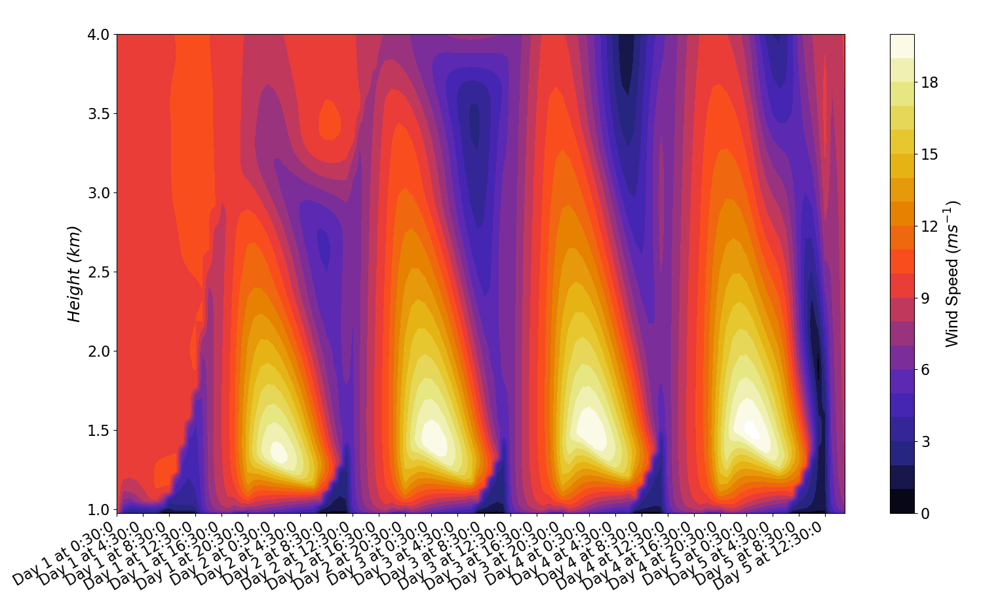 4.0
3.5
3.0
2.5
2.0
1.5
1.0
Height (km)
Day 1 at 0:30:0
Day 1 at 4:30:0
Day 1 at 8:30:0
Day 1 at 12:30:0
Day 1 at 16:30:0
Day 1 at 20:30:0
Day 2 at 0:30:0
Day 2 at 4:30:0
Day 2 at 8:30:0
Day 2 at 12:30:0
Day 2 at 16:30:0
Day 2 at 20:30:0
Day 3 at 0:30:0
Day 3 at 4:30:0
Day 3 at 8:30:0
Day 3 at 12:30:0
Day 3 at 16:30:0
Day 3 at 20:30:0
Day 4 at 0:30:0
Day 4 at 4:30:0
Day 4 at 8:30:0
Day 4 at 12:30:0
Day 4 at 16:30:0
Day 4 at 20:30:0
Day 5 at 0:30:0
Day 5 at 4:30:0
Day 5 at 8:30:0
Day 5 at 12:30:0
18
15
12
9
6
3
0
Wind Speed (ms⁻¹)